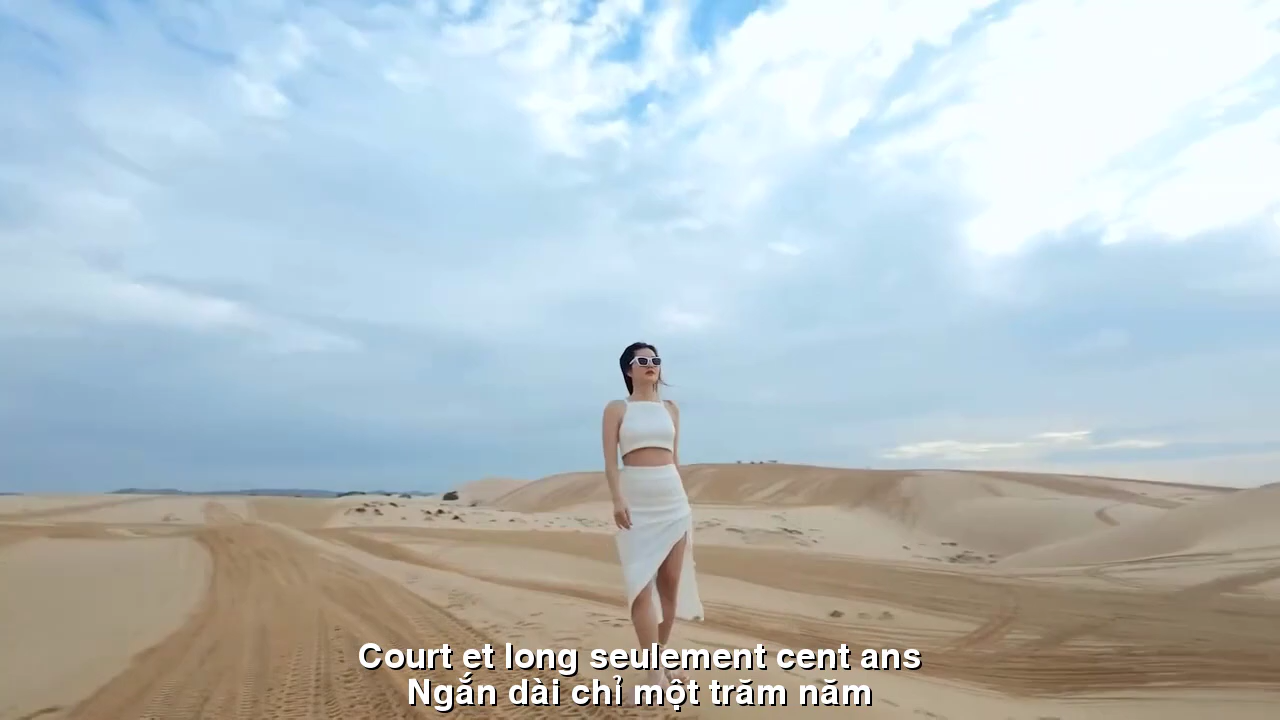 Court et long seulement cent ans
Ngắn dài chỉ một trăm năm